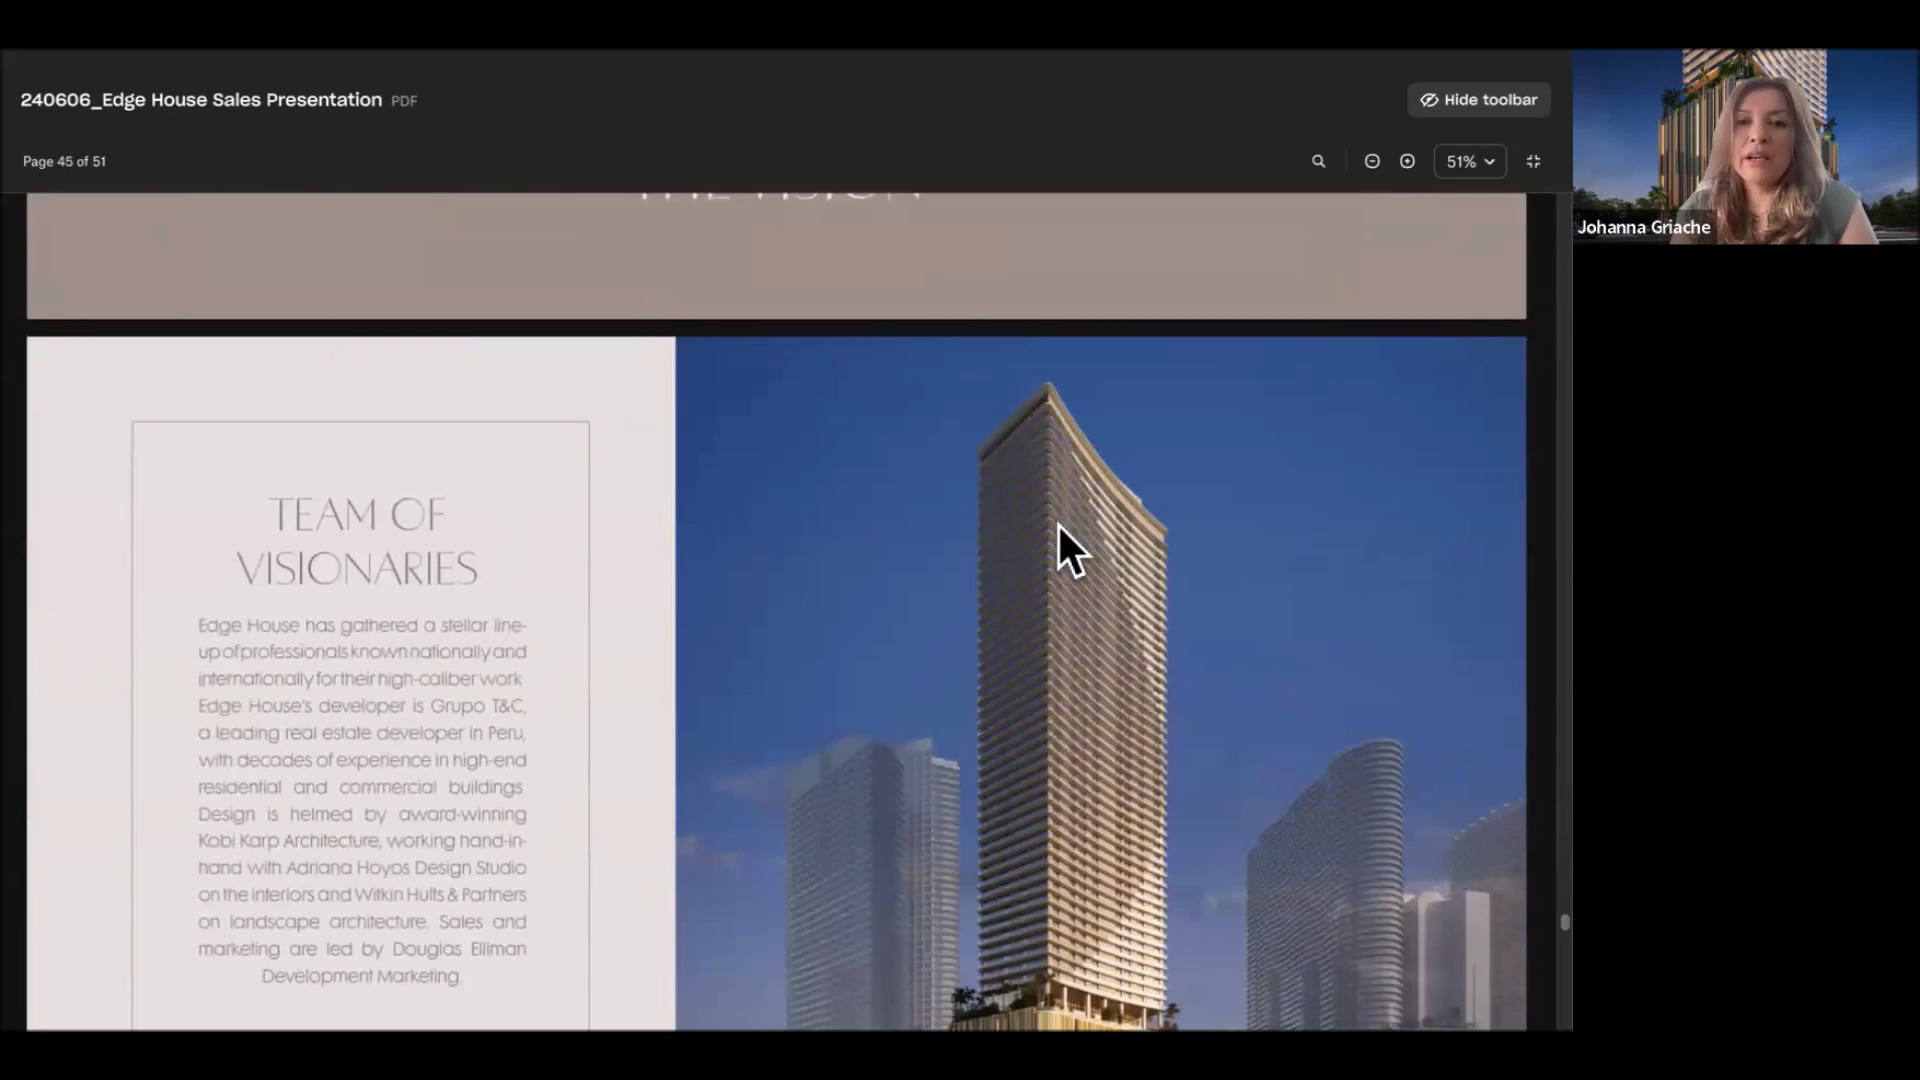 240606_Edge House Sales Presentation PDF
Hide toolbar
Page 45 of 51
51%
Johanna Griache
THE VISION
TEAM OF
VISIONARIES
Edge House has gathered a stellar line-
up of professionals known nationally and
internationally for their high-caliber work
Edge House's developer is Grupo T&C,
a leading real estate developer in Peru,
with decades of experience in high-end
residential and commercial buildings.
Design is helmed by award-winning
Kobi Karp Architecture, working hand-in-
hand with Adriana Hoyos Design Studio
on the interiors and Witkin Hults & Partners
on landscape architecture. Sales and
marketing are led by Douglas Elliman
Development Marketing.